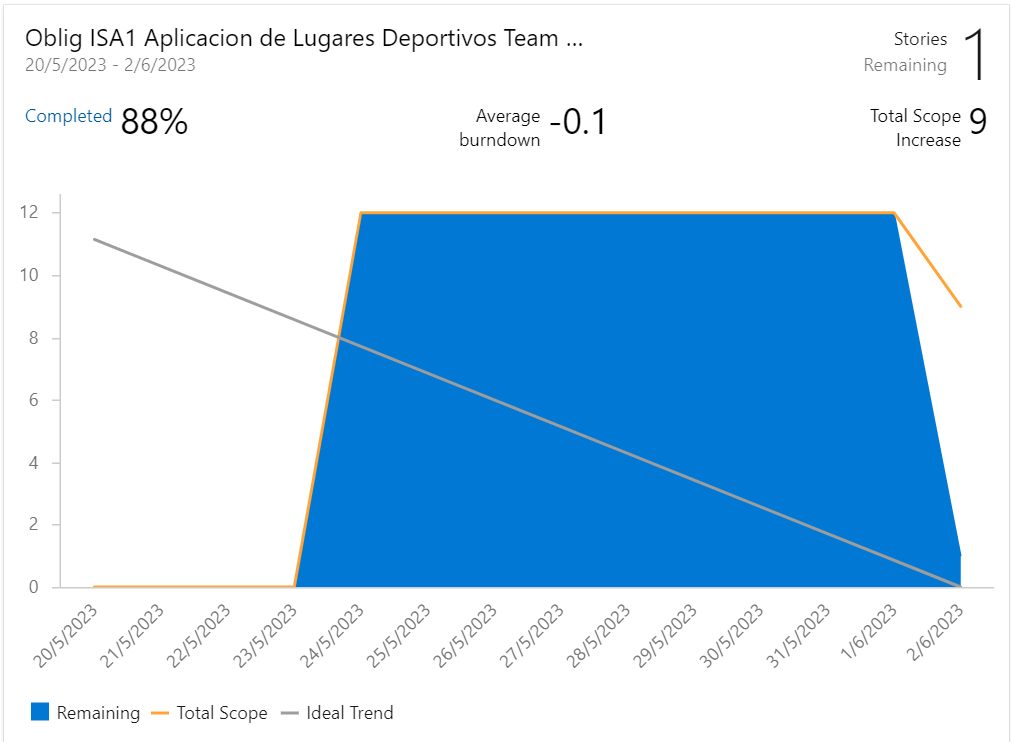 Oblig ISA1 Aplicacion de Lugares Deportivos Team ...
20/5/2023 - 2/6/2023
Stories
Remaining
1
Completed 88%
Average
burndown
-0.1
Total Scope
Increase
9
12
10
8
6
4
2
0
20/5/2023
21/5/2023
22/5/2023
23/5/2023
24/5/2023
25/5/2023
26/5/2023
27/5/2023
28/5/2023
29/5/2023
30/5/2023
31/5/2023
1/6/2023
2/6/2023
Remaining Total Scope Ideal Trend